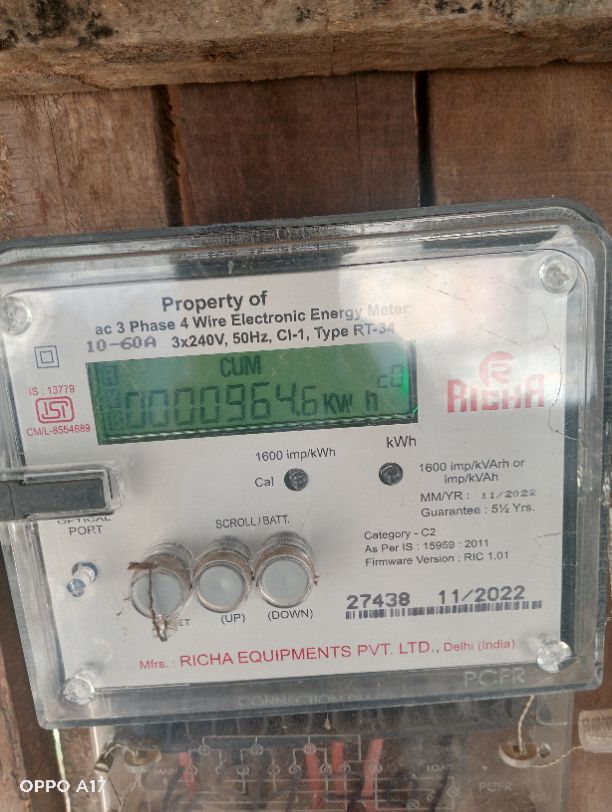 Property of
ac 3 Phase 4 Wire Electronic Energy Meter
10-60A 3x240V, 50Hz, Cl-1, Type RT-34
IS : 13779
ISI
CM/L-8554689
CUM
0000964.6 KW h
R
RICHA
1600 imp/kWh
Cal
kWh
1600 imp/kVArh or
imp/kVAh
MM/YR : 11/2022
Guarantee : 5½ Yrs.
OPTICAL
PORT
SCROLL / BATT.
(UP)
(DOWN)
Category - C2
As Per IS : 15959 : 2011
Firmware Version : RIC 1.01
27438 11/2022
Mfrs. : RICHA EQUIPMENTS PVT. LTD., Delhi (India)
OPPO A17